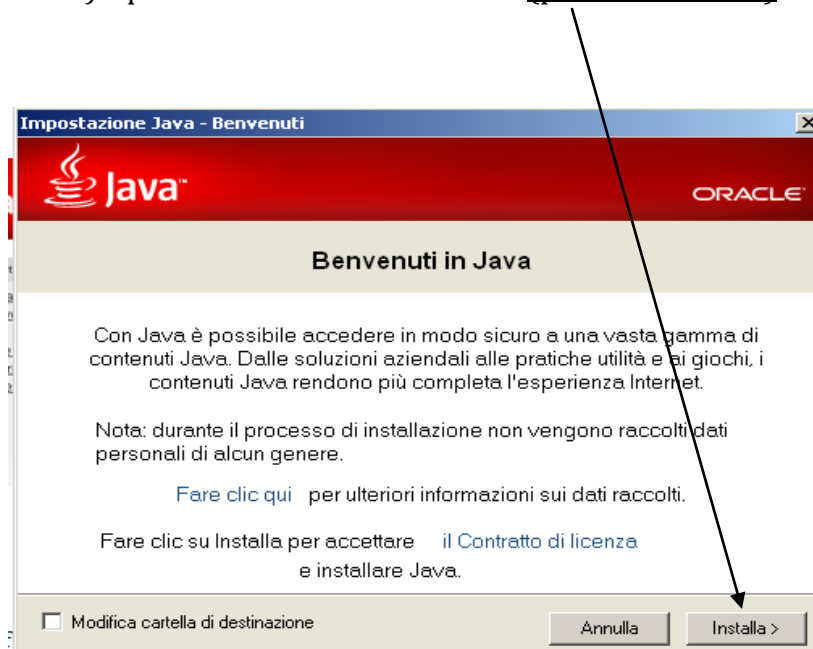 Impostazione Java - Benvenuti
Java™
ORACLE
Benvenuti in Java
Con Java è possibile accedere in modo sicuro a una vasta gamma di
contenuti Java. Dalle soluzioni aziendali alle pratiche utilità e ai giochi, i
contenuti Java rendono più completa l'esperienza Internet.
Nota: durante il processo di installazione non vengono raccolti dati
personali di alcun genere.
Fare clic qui per ulteriori informazioni sui dati raccolti.
Fare clic su Installa per accettare il Contratto di licenza
e installare Java.
Modifica cartella di destinazione
Annulla
Installa >